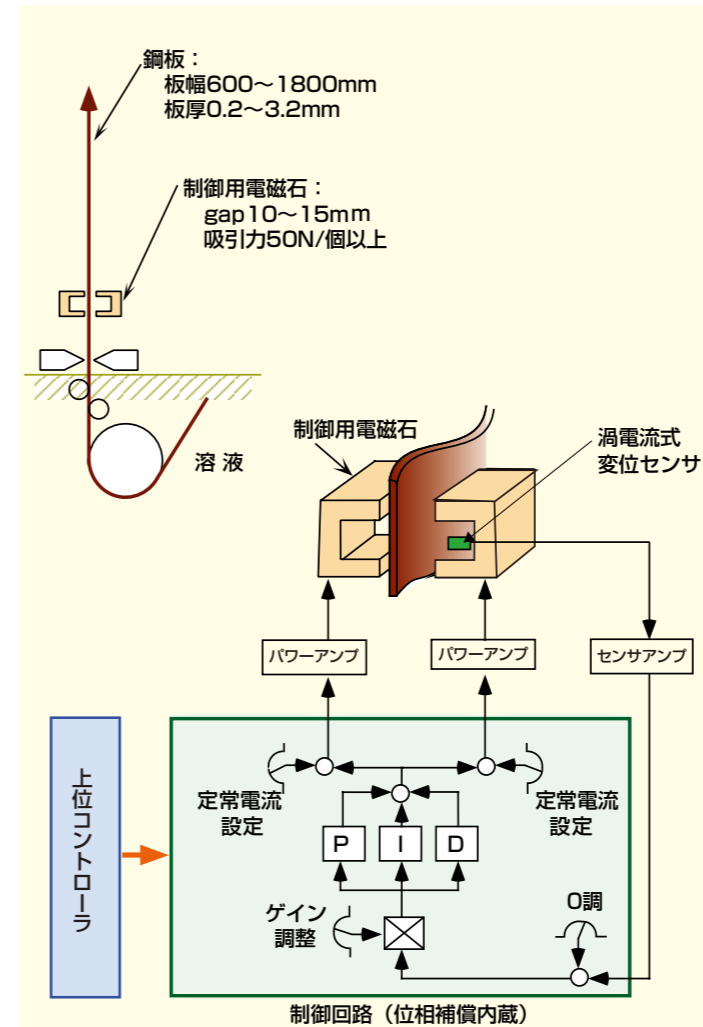 鋼板：
板幅600～1800mm
板厚0.2～3.2mm
制御用電磁石：
gap10～15mm
吸引力50N/個以上
溶 液
制御用電磁石
渦電流式
変位センサ
パワーアンプ
パワーアンプ
センサアンプ
上位コントローラ
定常電流
設定
定常電流
設定
P
I
D
ゲイン
調整
0調
制御回路（位相補償内蔵）